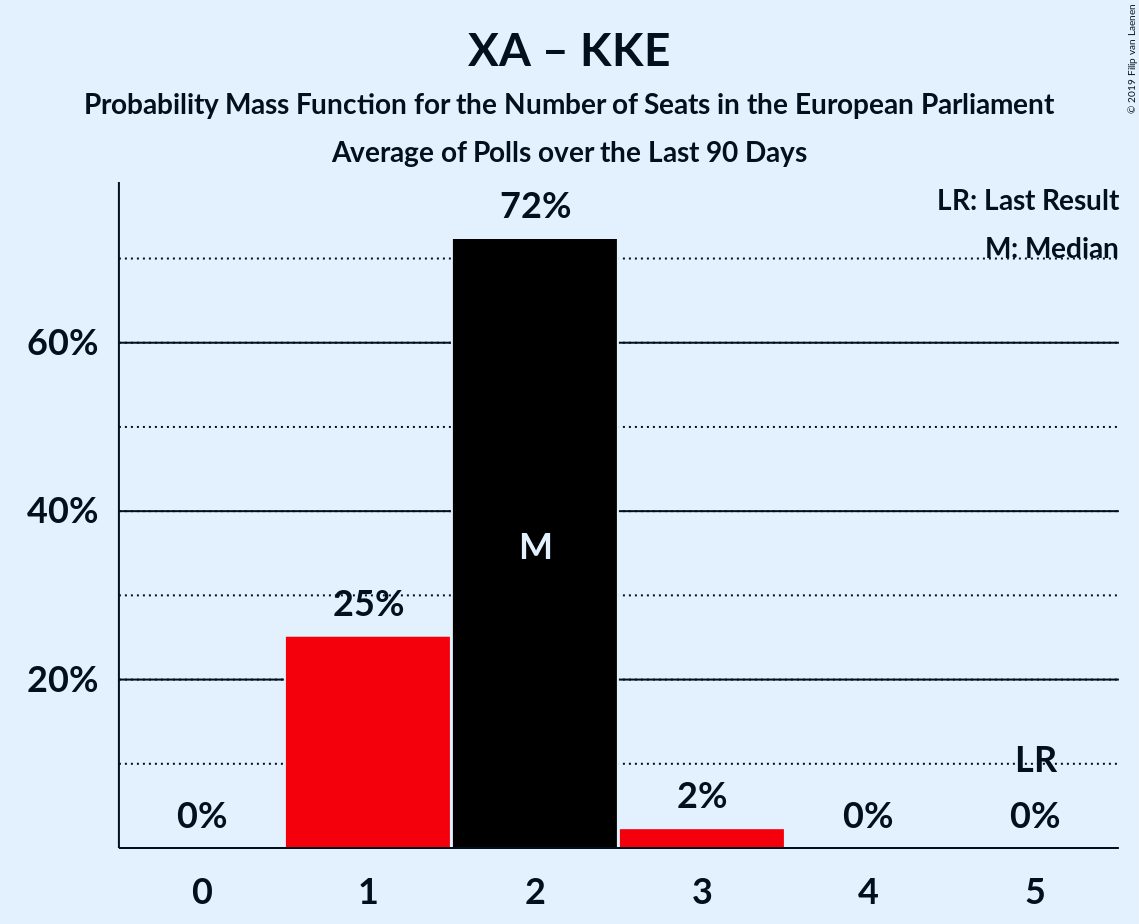 XA – KKE
Probability Mass Function for the Number of Seats in the European Parliament
Average of Polls over the Last 90 Days
© 2019 Filip van Laenen
LR: Last Result
M: Median
72%
60%
40%
M
25%
20%
LR
2%
0%
0%
0%
0 1 2 3 4 5